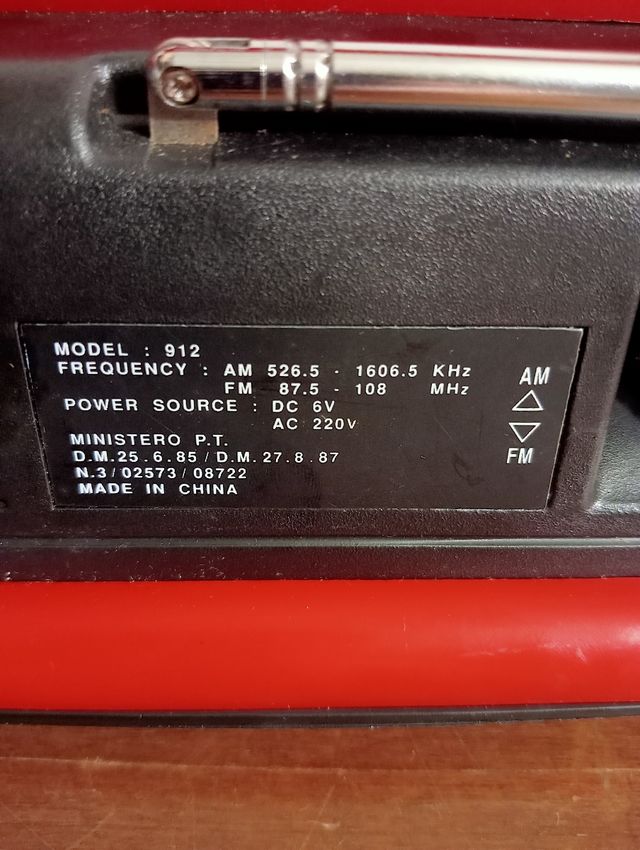 MODEL : 912
FREQUENCY : AM 526.5 - 1606.5 KHz
FM 87.5 - 108 MHz
POWER SOURCE : DC 6V
AC 220V
MINISTERO P.T.
D.M.25.6.85/D.M.27.8.87
N.3/02573/08722
MADE IN CHINA
AM
FM